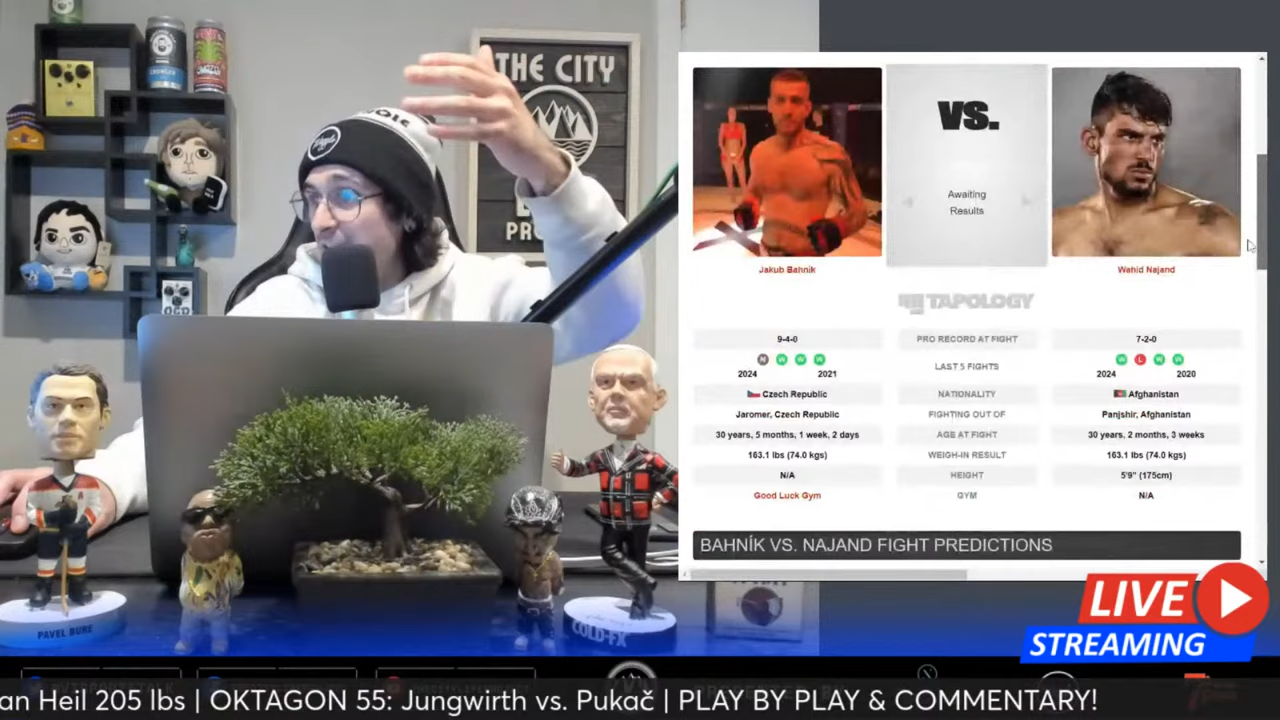 THE CITY
VS.
Awaiting
Results
Jakub Bahník
Wahid Najand
TAPOLOGY
9-4-0
PRO RECORD AT FIGHT
7-2-0
N W W W
LAST 5 FIGHTS
W L W W
2024
2021
2024
2020
Czech Republic
NATIONALITY
Afghanistan
Jaromer, Czech Republic
FIGHTING OUT OF
Panjshir, Afghanistan
30 years, 5 months, 1 week, 2 days
AGE AT FIGHT
30 years, 2 months, 3 weeks
163.1 lbs (74.0 kgs)
WEIGH-IN RESULT
163.1 lbs (74.0 kgs)
N/A
HEIGHT
5'9" (175cm)
Good Luck Gym
GYM
N/A
BAHNÍK VS. NAJAND FIGHT PREDICTIONS
PAVEL BURE
COLD-FX
LIVE
STREAMING
an Heil 205 lbs | OKTAGON 55: Jungwirth vs. Pukač | PLAY BY PLAY & COMMENTARY!